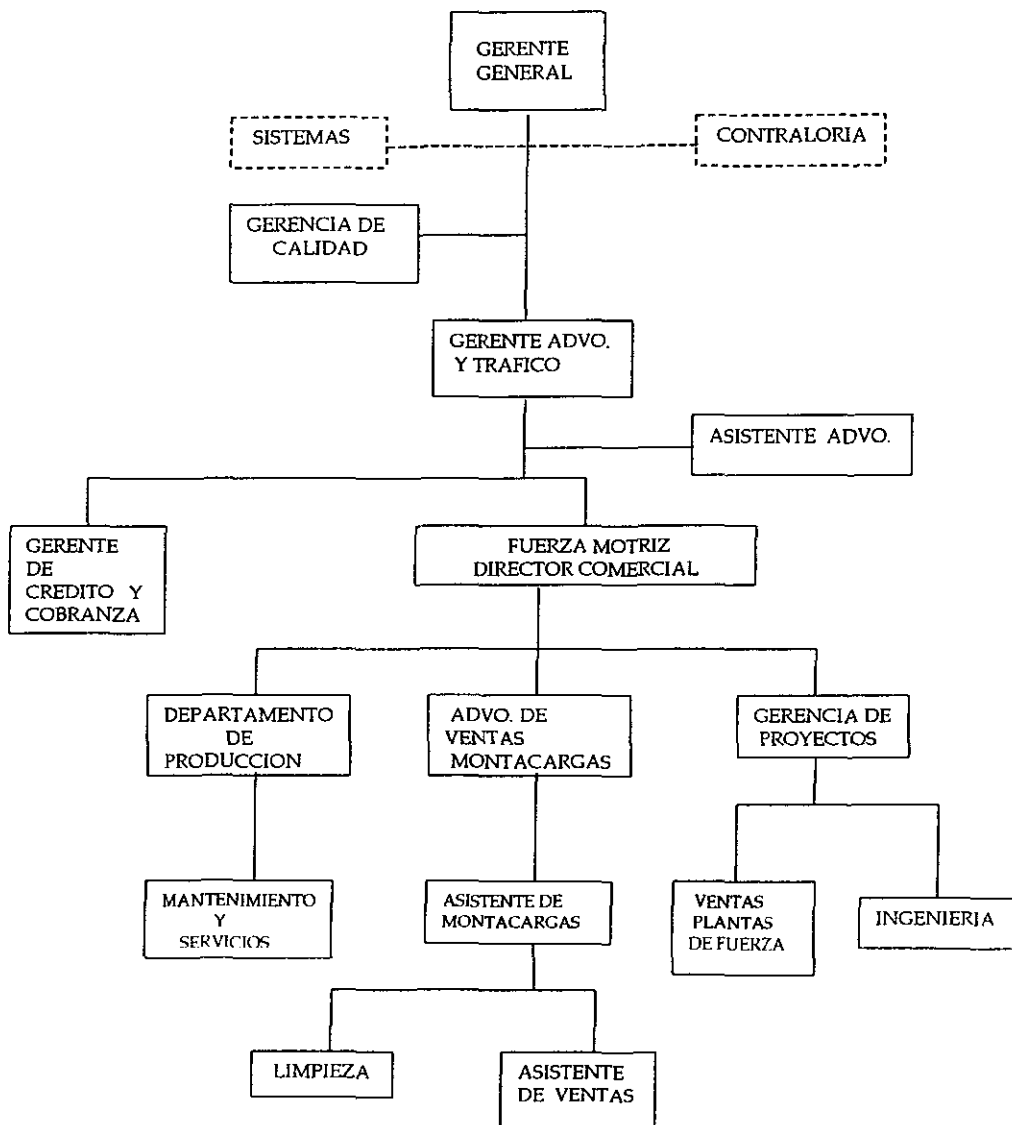 GERENTE
GENERAL
SISTEMAS
CONTRALORIA
GERENCIA DE
CALIDAD
GERENTE ADVO.
Y TRAFICO
ASISTENTE ADVO.
GERENTE
DE
CREDITO Y
COBRANZA
FUERZA MOTRIZ
DIRECTOR COMERCIAL
DEPARTAMENTO
DE
PRODUCCION
ADVO. DE
VENTAS
MONTACARGAS
GERENCIA DE
PROYECTOS
MANTENIMIENTO
Y
SERVICIOS
ASISTENTE DE
MONTACARGAS
VENTAS
PLANTAS
DE FUERZA
INGENIERIA
LIMPIEZA
ASISTENTE
DE VENTAS